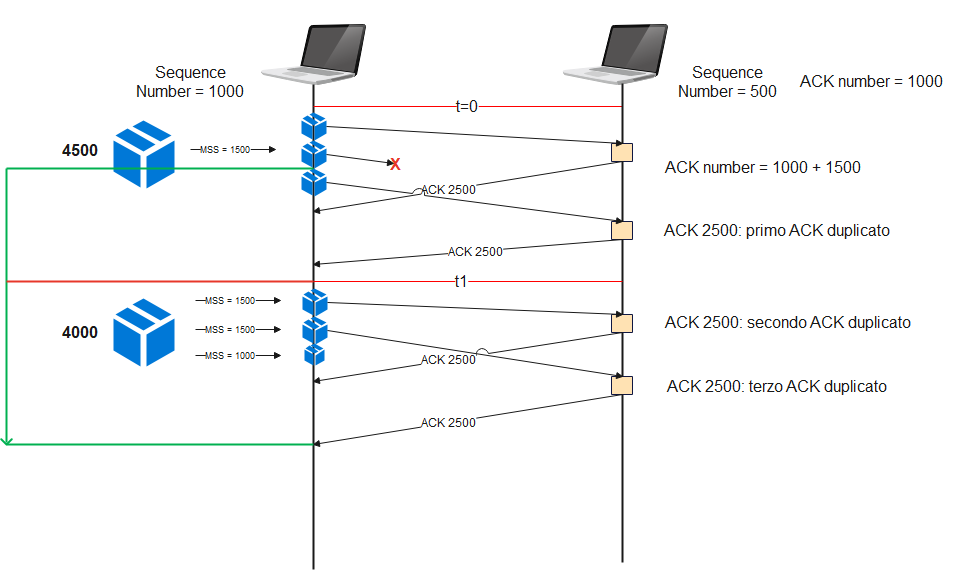 Sequence
Number = 1000
Sequence
Number = 500
ACK number = 1000
t=0
4500
MSS = 1500
X
ACK number = 1000 + 1500
ACK 2500
ACK 2500: primo ACK duplicato
ACK 2500
t1
4000
MSS = 1500
MSS = 1500
MSS = 1000
ACK 2500: secondo ACK duplicato
ACK 2500
ACK 2500: terzo ACK duplicato
ACK 2500